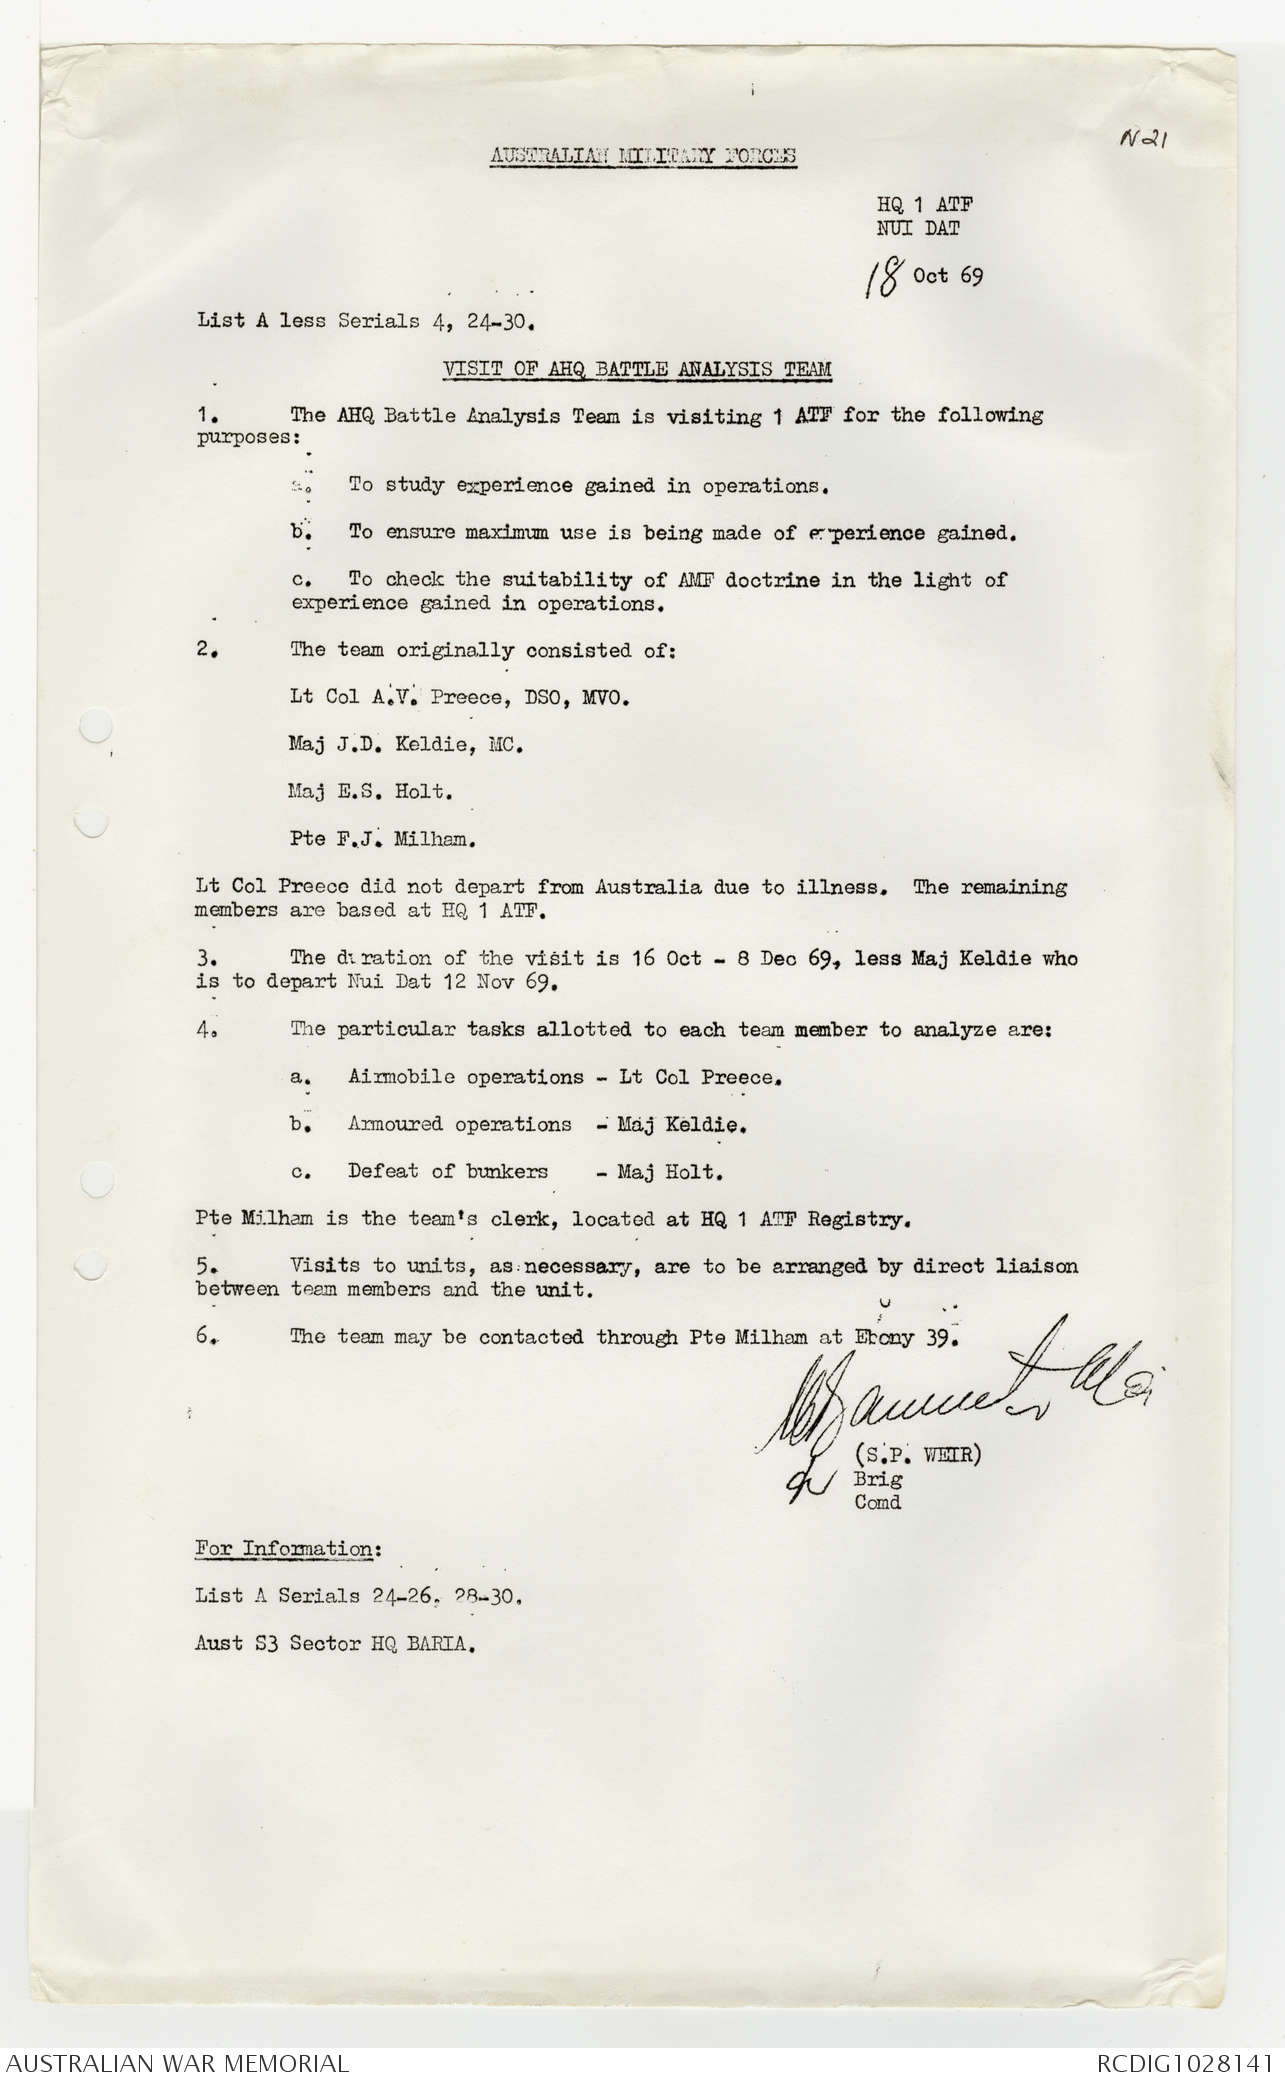 N21
AUSTRALIAN MILITARY FORCES
HQ 1 ATF
NUI DAT
18 Oct 69
List A less Serials 4, 24-30.
VISIT OF AHQ BATTLE ANALYSIS TEAM
1. The AHQ Battle Analysis Team is visiting 1 ATF for the following
purposes:
a. To study experience gained in operations.
b. To ensure maximum use is being made of experience gained.
c. To check the suitability of AMF doctrine in the light of
experience gained in operations.
2. The team originally consisted of:
Lt Col A.V. Preece, DSO, MVO.
Maj J.D. Keldie, MC.
Maj E.S. Holt.
Pte F.J. Milham.
Lt Col Preece did not depart from Australia due to illness. The remaining
members are based at HQ 1 ATF.
3. The duration of the visit is 16 Oct - 8 Dec 69, less Maj Keldie who
is to depart Nui Dat 12 Nov 69.
4. The particular tasks allotted to each team member to analyze are:
a. Airmobile operations - Lt Col Preece.
b. Armoured operations - Maj Keldie.
c. Defeat of bunkers - Maj Holt.
Pte Milham is the team's clerk, located at HQ 1 ATF Registry.
5. Visits to units, as necessary, are to be arranged by direct liaison
between team members and the unit.
6. The team may be contacted through Pte Milham at Ebony 39.
(S.P. WEIR)
Brig
Comd
For Information:
List A Serials 24-26, 28-30.
Aust S3 Sector HQ BARIA.
AUSTRALIAN WAR MEMORIAL
RCDIG1028141